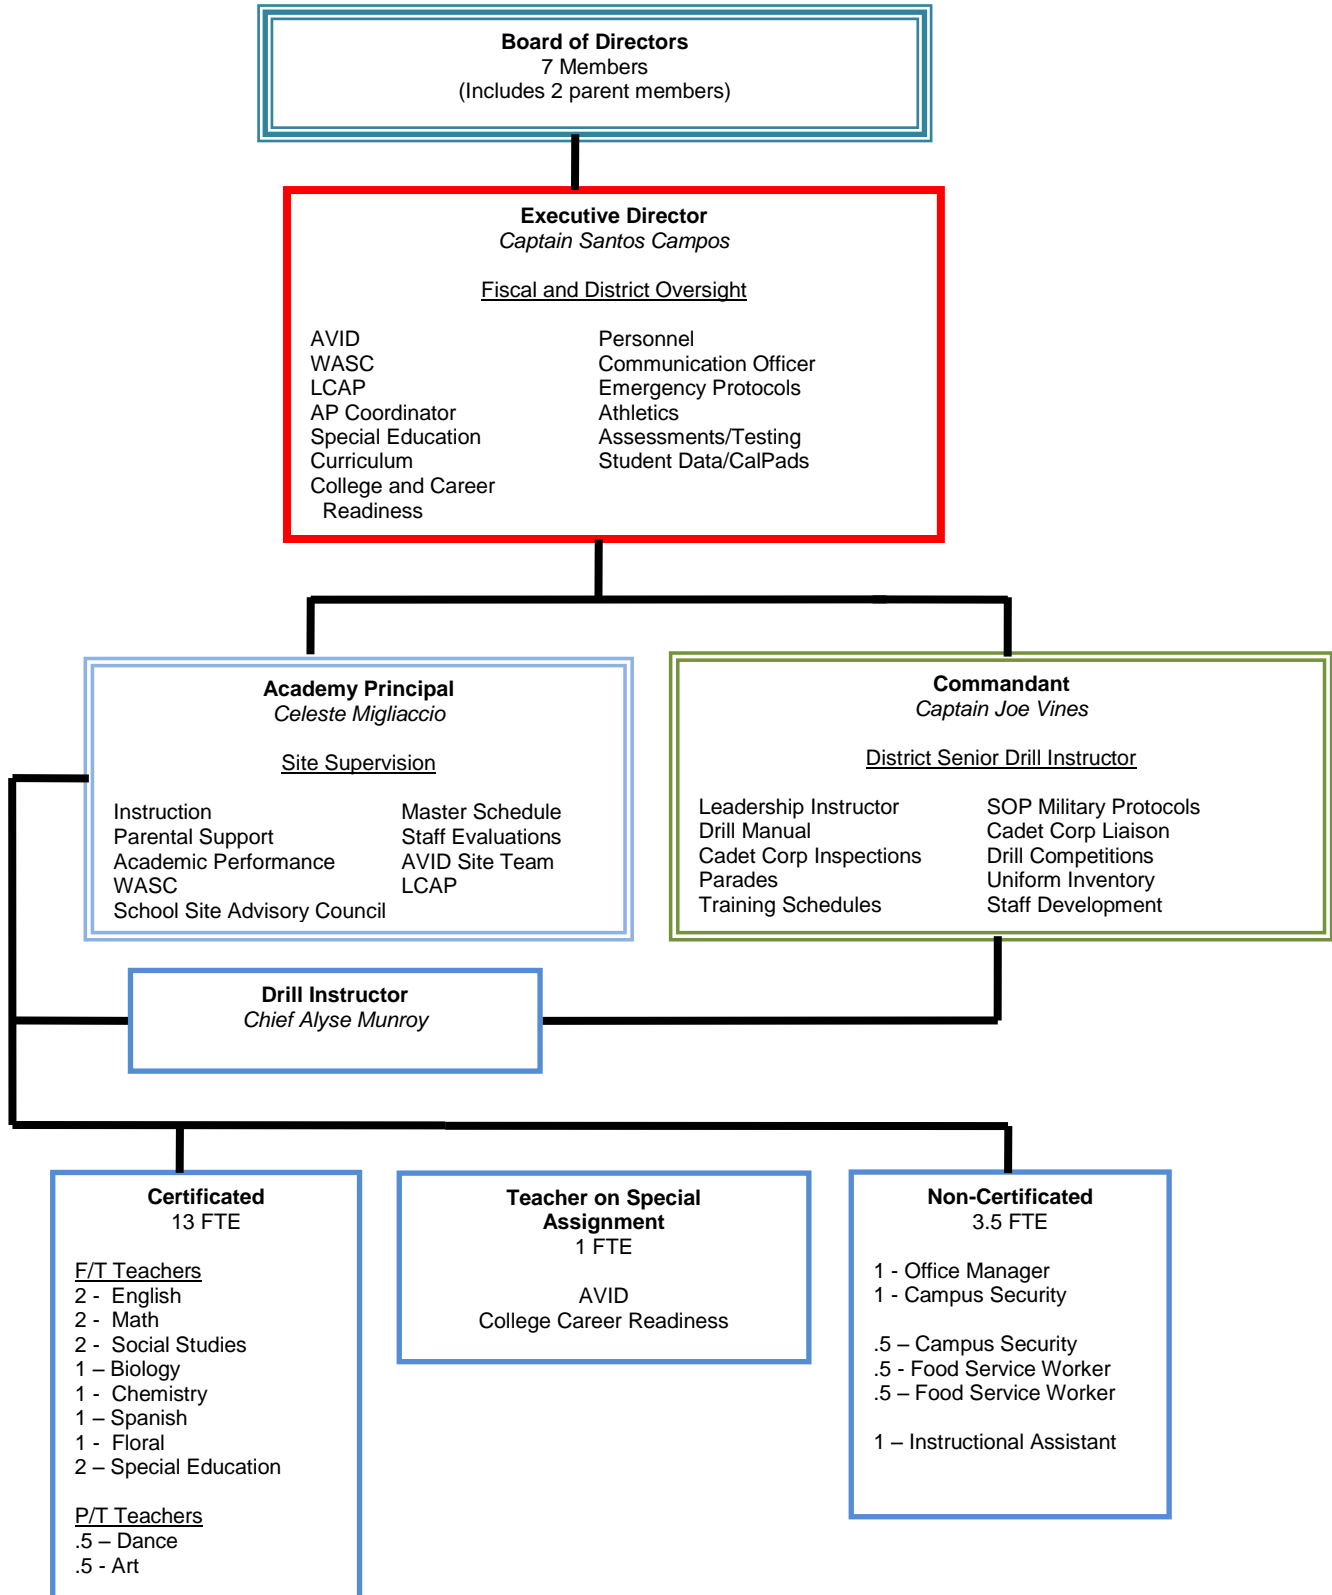 Board of Directors
7 Members
(Includes 2 parent members)
Executive Director
Captain Santos Campos
Fiscal and District Oversight
AVID
WASC
LCAP
AP Coordinator
Special Education
Curriculum
College and Career
Readiness
Personnel
Communication Officer
Emergency Protocols
Athletics
Assessments/Testing
Student Data/CalPads
Academy Principal
Celeste Migliaccio
Site Supervision
Instruction
Parental Support
Academic Performance
WASC
School Site Advisory Council
Master Schedule
Staff Evaluations
AVID Site Team
LCAP
Commandant
Captain Joe Vines
District Senior Drill Instructor
Leadership Instructor
Drill Manual
Cadet Corp Inspections
Parades
Training Schedules
SOP Military Protocols
Cadet Corp Liaison
Drill Competitions
Uniform Inventory
Staff Development
Drill Instructor
Chief Alyse Munroy
Certificated
13 FTE
F/T Teachers
2 - English
2 - Math
2 - Social Studies
1 – Biology
1 - Chemistry
1 – Spanish
1 - Floral
2 – Special Education
P/T Teachers
.5 – Dance
.5 - Art
Teacher on Special
Assignment
1 FTE
AVID
College Career Readiness
Non-Certificated
3.5 FTE
1 - Office Manager
1 - Campus Security
.5 – Campus Security
.5 - Food Service Worker
.5 – Food Service Worker
1 – Instructional Assistant